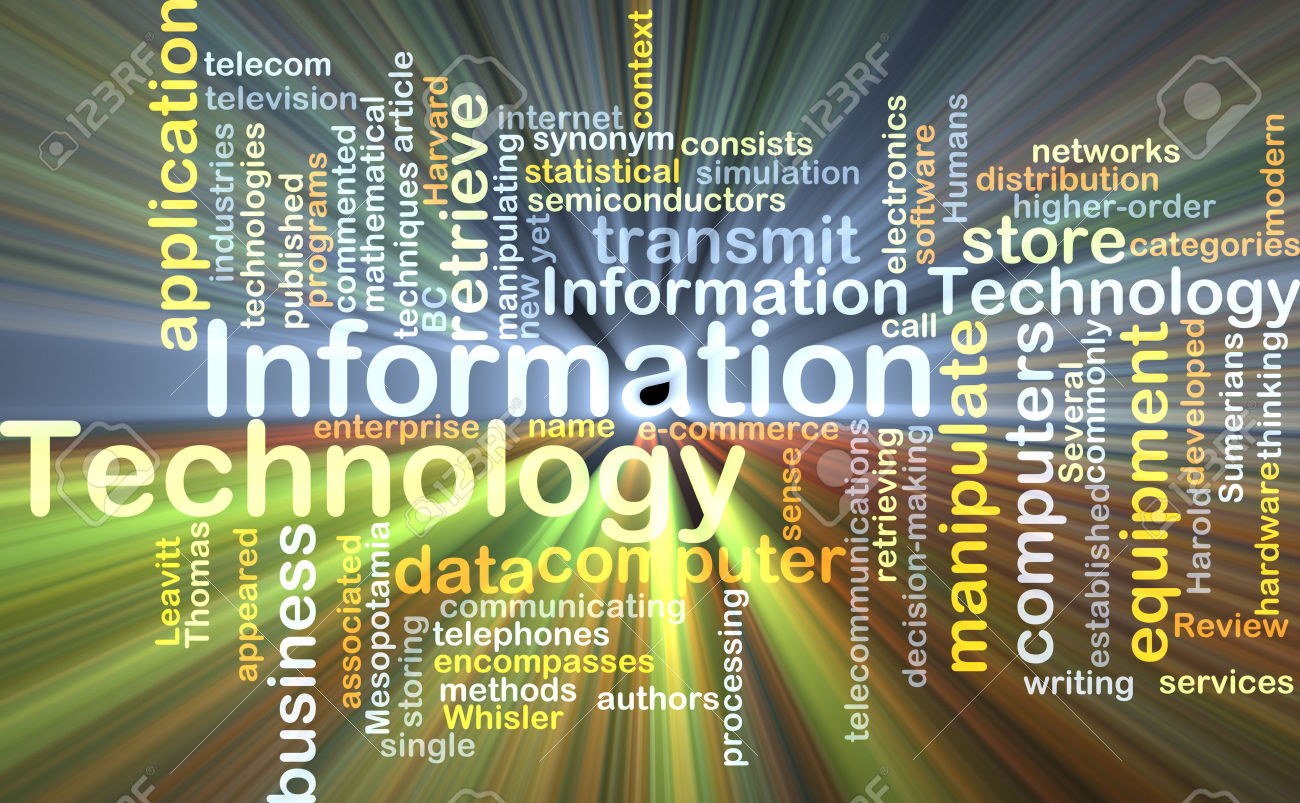 application
telecom
television
industries
technologies
published
programs
commented
mathematical
techniques article
BC
Harvard
retrieve
internet
manipulating
new yet
synonym
statistical
semiconductors
context
consists
simulation
transmit
electronics
software
Humans
networks
distribution
higher-order
modern
store
categories
Information Technology
call
Information
Technology
enterprise
name
e-commerce
manipulate
computers
Several
commonly
equipment
developed
Sumerians
thinking
sense
telecommunications
retrieving
decision-making
established
Harold
hardware
Leavitt
Thomas
appeared
business
associated
Mesopotamia
storing
data
computer
communicating
telephones
encompasses
methods
Whisler
single
authors
processing
Review
writing
services
123RF
123RF
123RF
123RF